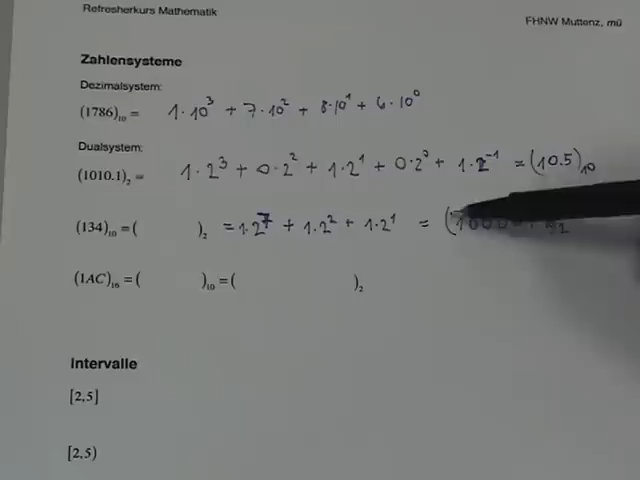 Refresherkurs Mathematik
FHNW Muttenz, mü
Zahlensysteme
Dezimalsystem:
(1786)₁₀ = 1·10³ + 7·10² + 8·10¹ + 6·10⁰
Dualsystem:
(1010.1)₂ = 1·2³ + 0·2² + 1·2¹ + 0·2⁰ + 1·2⁻¹ = (10.5)₁₀
(134)₁₀ = ( )₂ = 1·2⁷ + 1·2² + 1·2¹ = (
(1AC)₁₆ = ( )₁₀ = ( )₂
Intervalle
[2,5]
[2,5)